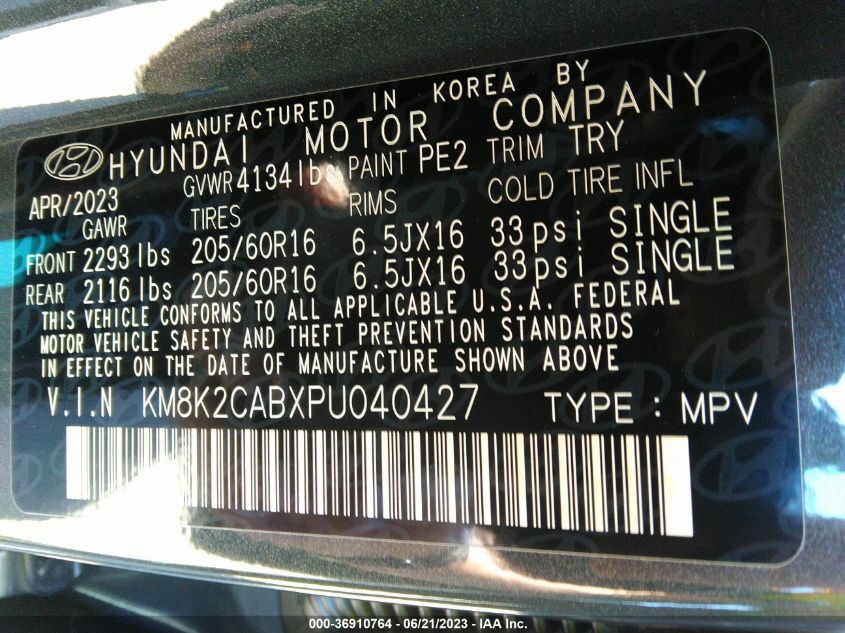 MANUFACTURED IN KOREA BY
HYUNDAI MOTOR COMPANY
APR/2023 GVWR 4134 lbs PAINT PE2 TRIM TRY
GAWR TIRES RIMS COLD TIRE INFL
FRONT 2293 lbs 205/60R16 6.5JX16 33psi SINGLE
REAR 2116 lbs 205/60R16 6.5JX16 33psi SINGLE
THIS VEHICLE CONFORMS TO ALL APPLICABLE U.S.A. FEDERAL
MOTOR VEHICLE SAFETY AND THEFT PREVENTION STANDARDS
IN EFFECT ON THE DATE OF MANUFACTURE SHOWN ABOVE
V.I.N KM8K2CABXPU040427 TYPE : MPV
000-36910764 - 06/21/2023 - IAA Inc.